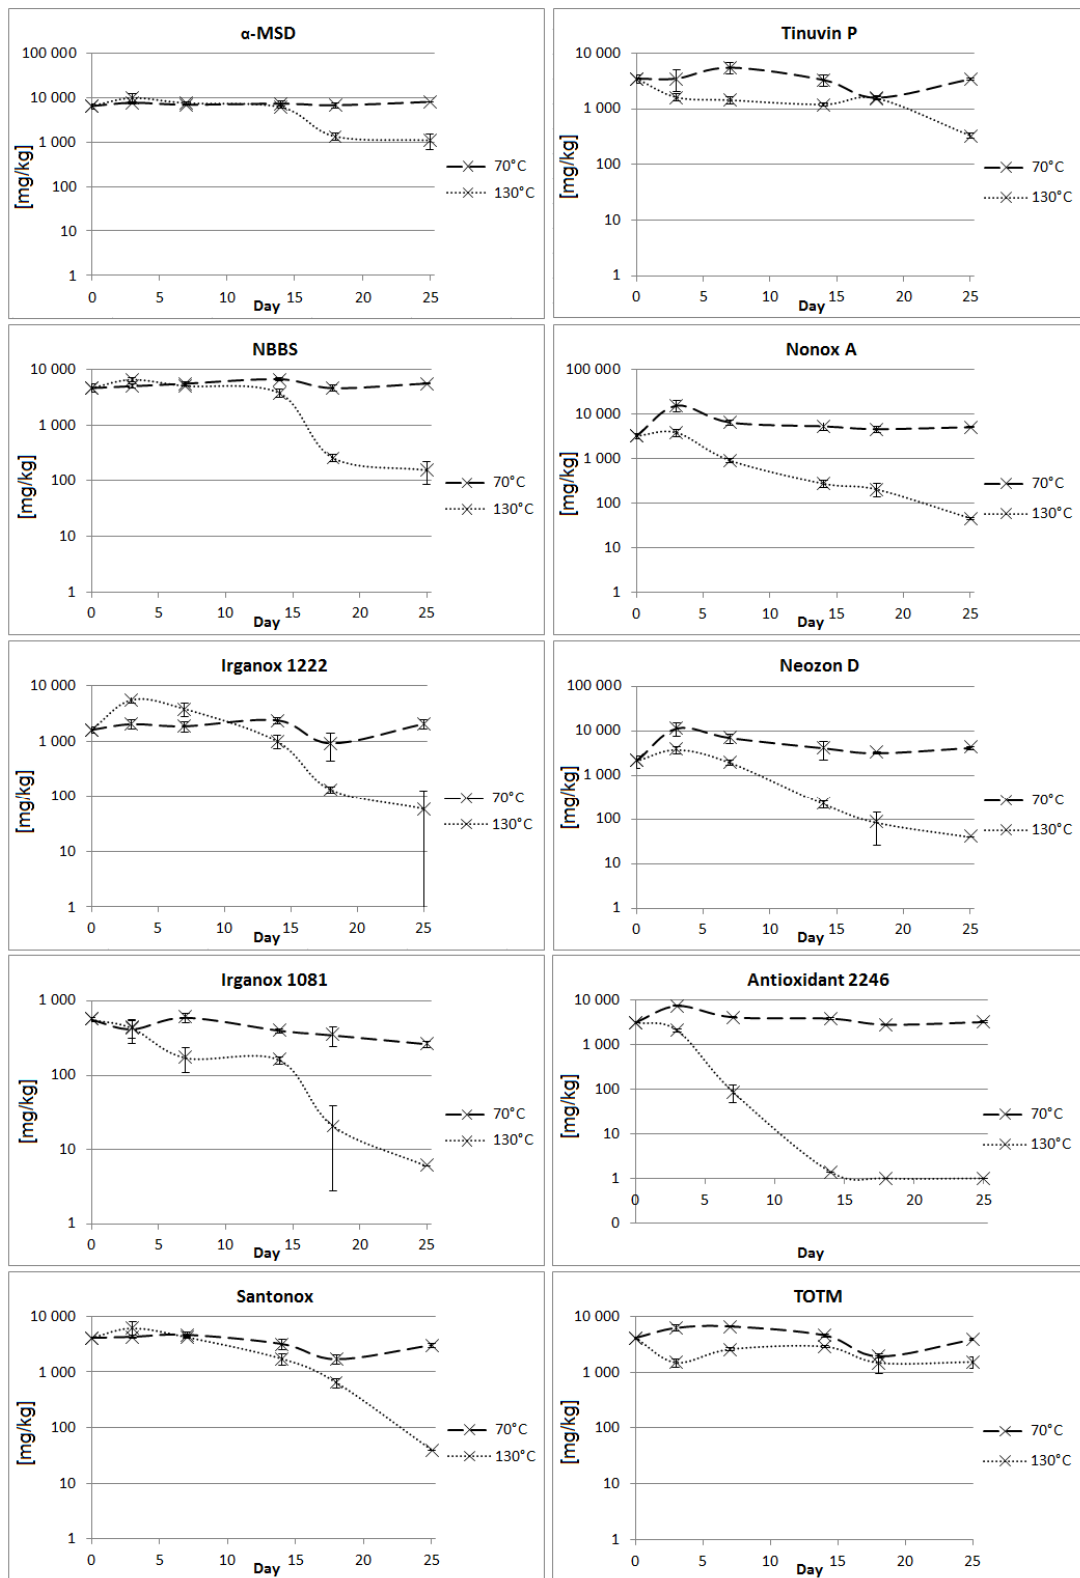 α-MSD
100 000
10 000
1 000
100
10
1
[mg/kg]
0 5 10 15 20 25
Day
70°C
130°C
Tinuvin P
10 000
1 000
100
10
1
[mg/kg]
0 5 10 15 20 25
Day
70°C
130°C
NBBS
10 000
1 000
100
10
1
[mg/kg]
0 5 10 15 20 25
Day
70°C
130°C
Nonox A
100 000
10 000
1 000
100
10
1
[mg/kg]
0 5 10 15 20 25
Day
70°C
130°C
Irganox 1222
10 000
1 000
100
10
1
[mg/kg]
0 5 10 15 20 25
Day
70°C
130°C
Neozon D
100 000
10 000
1 000
100
10
1
[mg/kg]
0 5 10 15 20 25
Day
70°C
130°C
Irganox 1081
1 000
100
10
1
[mg/kg]
0 5 10 15 20 25
Day
70°C
130°C
Antioxidant 2246
10 000
1 000
100
10
1
0
[mg/kg]
0 5 10 15 20 25
Day
70°C
130°C
Santonox
10 000
1 000
100
10
1
[mg/kg]
0 5 10 15 20 25
Day
70°C
130°C
TOTM
10 000
1 000
100
10
1
[mg/kg]
0 5 10 15 20 25
Day
70°C
130°C